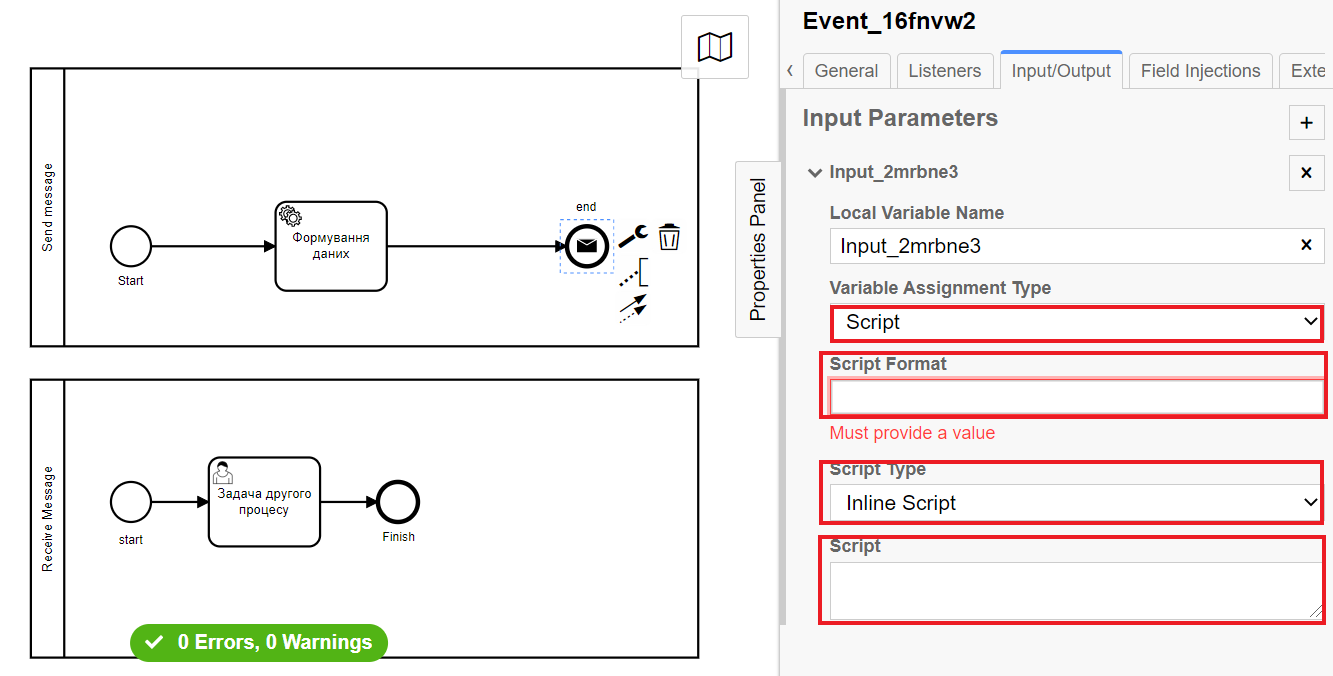 Event_16fnvw2
General
Listeners
Input/Output
Field Injections
Exte
Input Parameters
Input_2mrbne3
Local Variable Name
Input_2mrbne3
Variable Assignment Type
Script
Script Format
Must provide a value
Script Type
Inline Script
Script
Properties Panel
Send message
Start
Формування
даних
end
Receive Message
start
Задача другого
процесу
Finish
0 Errors, 0 Warnings